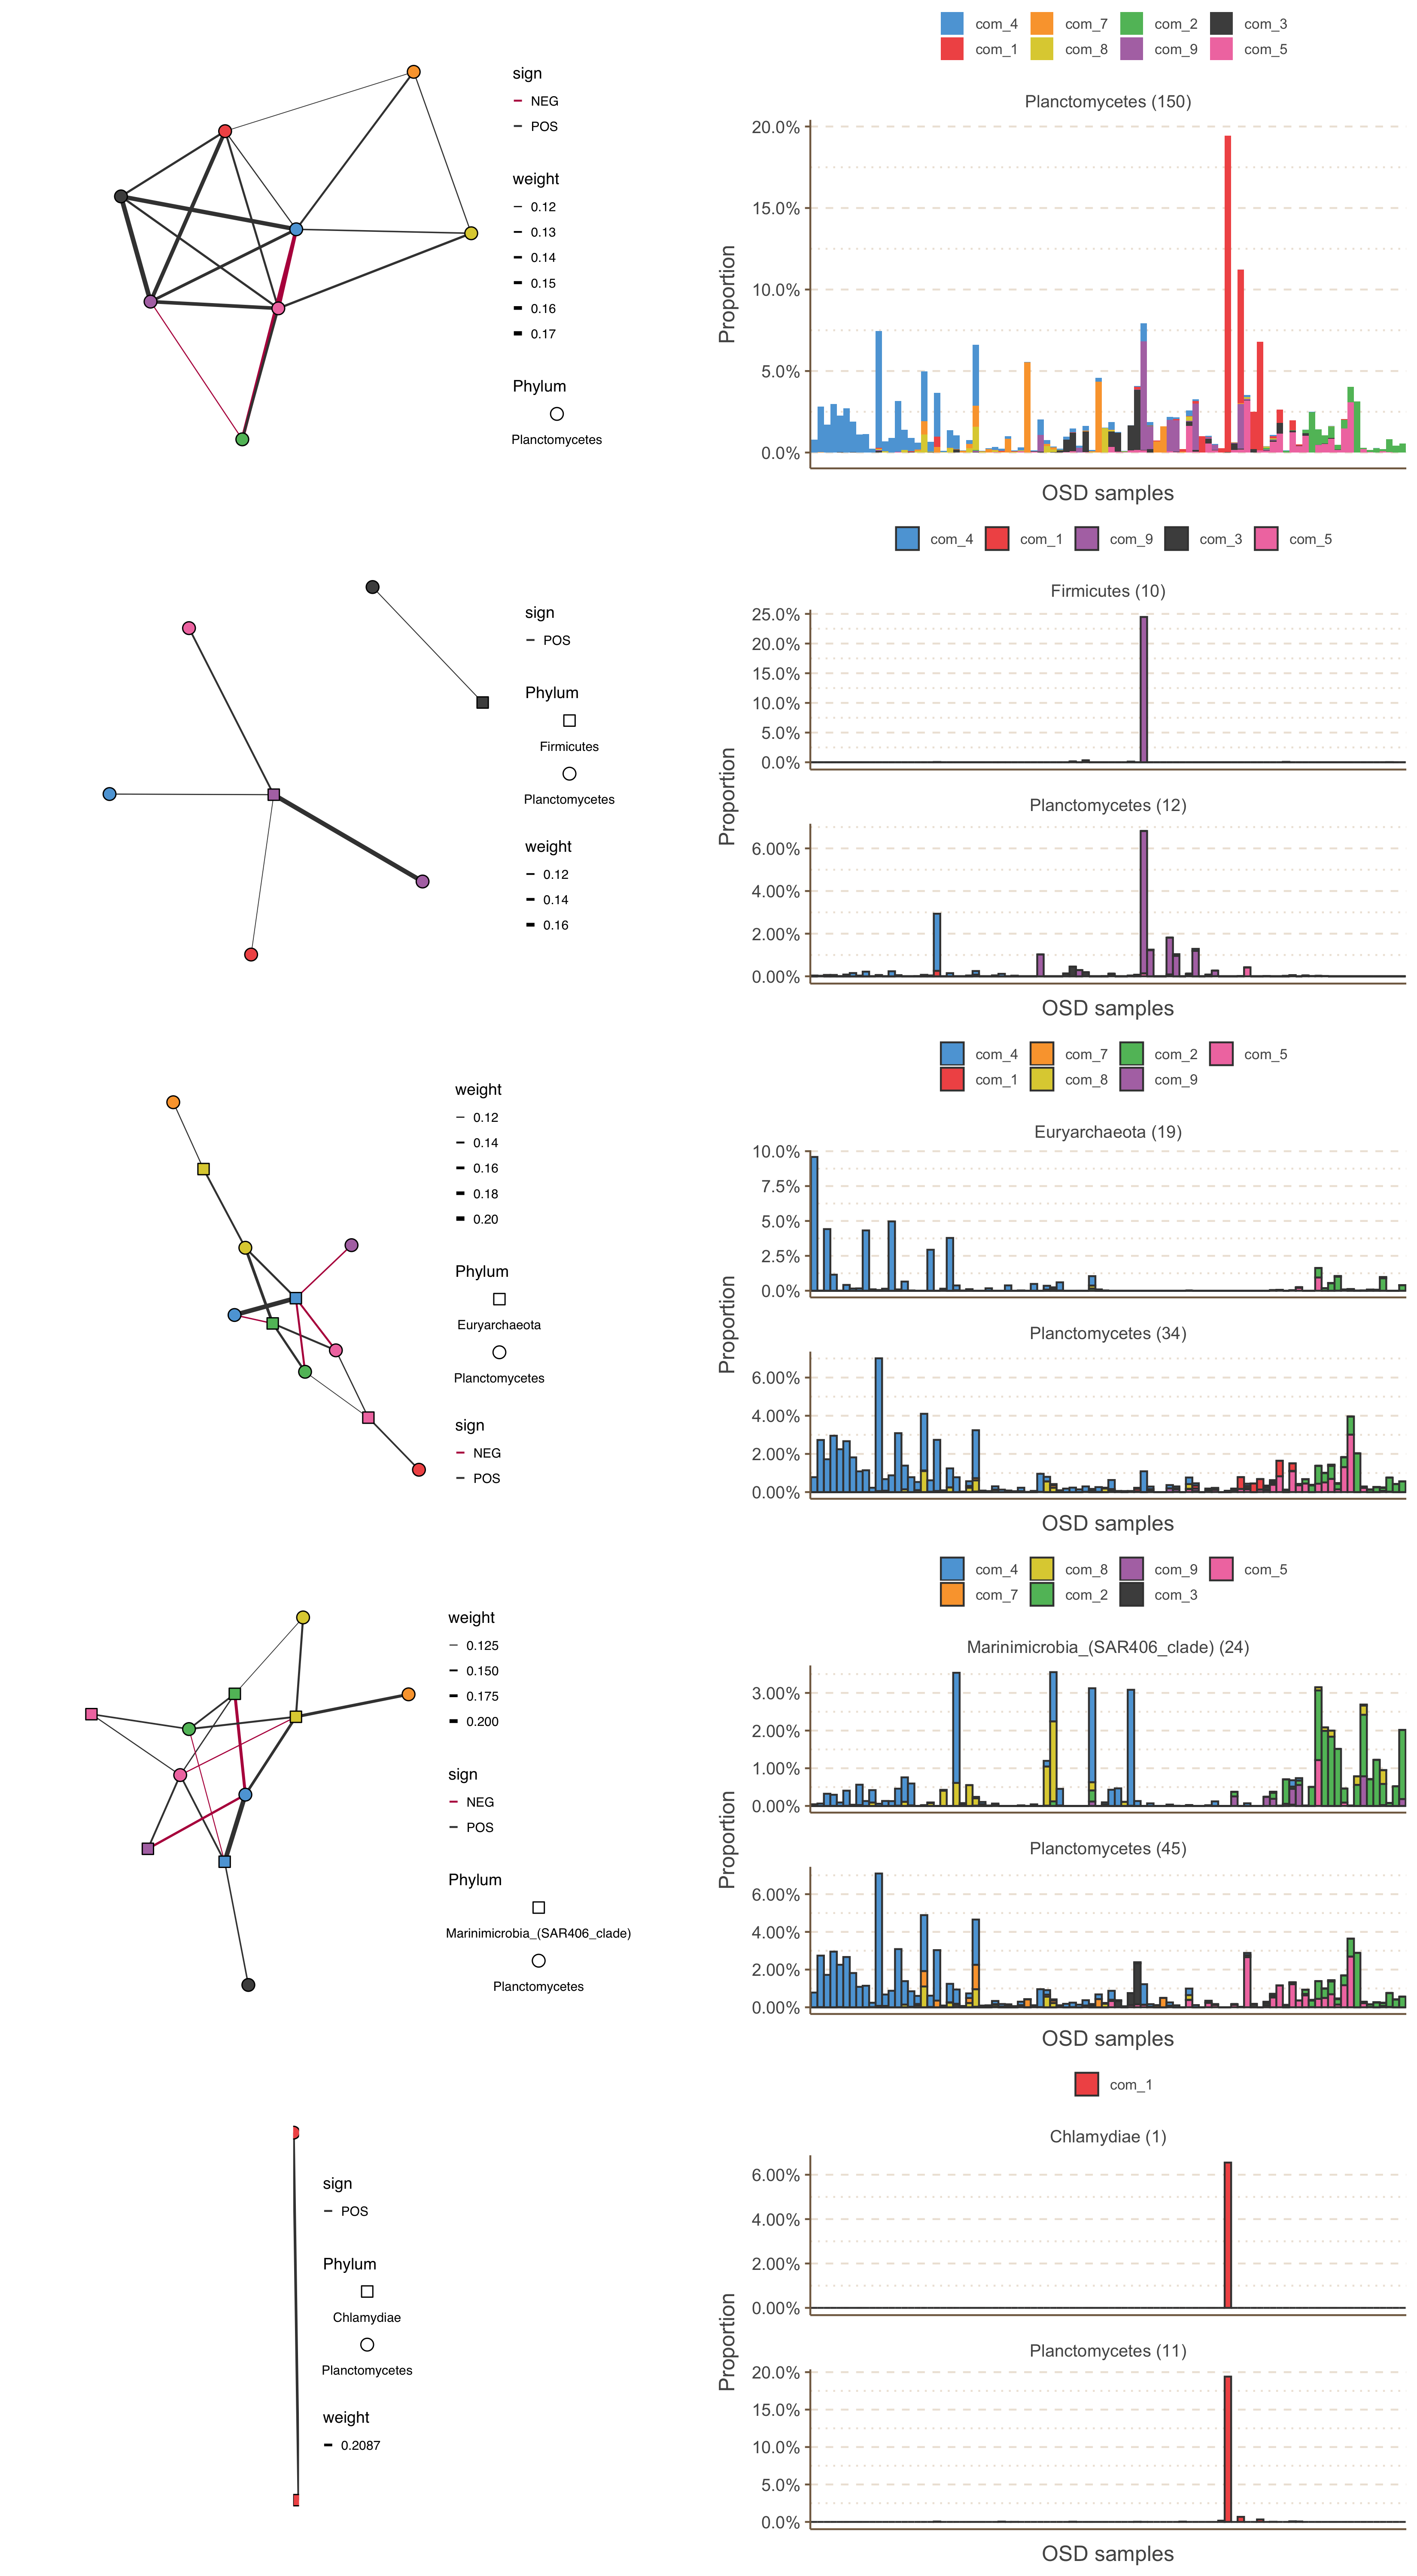 com_4 com_7 com_2 com_3
com_1 com_8 com_9 com_5
sign
NEG
POS
weight
0.12
0.13
0.14
0.15
0.16
0.17
Phylum
Planctomycetes
Planctomycetes (150)
20.0%
15.0%
10.0%
5.0%
0.0%
Proportion
OSD samples
com_4 com_1 com_9 com_3 com_5
sign
POS
Phylum
Firmicutes
Planctomycetes
weight
0.12
0.14
0.16
Firmicutes (10)
25.0%
20.0%
15.0%
10.0%
5.0%
0.0%
Proportion
Planctomycetes (12)
6.00%
4.00%
2.00%
0.00%
OSD samples
com_4 com_7 com_2 com_5
com_1 com_8 com_9
weight
0.12
0.14
0.16
0.18
0.20
Phylum
Euryarchaeota
Planctomycetes
sign
NEG
POS
Euryarchaeota (19)
10.0%
7.5%
5.0%
2.5%
0.0%
Proportion
Planctomycetes (34)
6.00%
4.00%
2.00%
0.00%
OSD samples
com_4 com_8 com_9 com_5
com_7 com_2 com_3
weight
0.125
0.150
0.175
0.200
sign
NEG
POS
Phylum
Marinimicrobia_(SAR406_clade)
Planctomycetes
Marinimicrobia_(SAR406_clade) (24)
3.00%
2.00%
1.00%
0.00%
Proportion
Planctomycetes (45)
6.00%
4.00%
2.00%
0.00%
OSD samples
com_1
sign
POS
Phylum
Chlamydiae
Planctomycetes
weight
0.2087
Chlamydiae (1)
6.00%
4.00%
2.00%
0.00%
Proportion
Planctomycetes (11)
20.0%
15.0%
10.0%
5.0%
0.0%
OSD samples